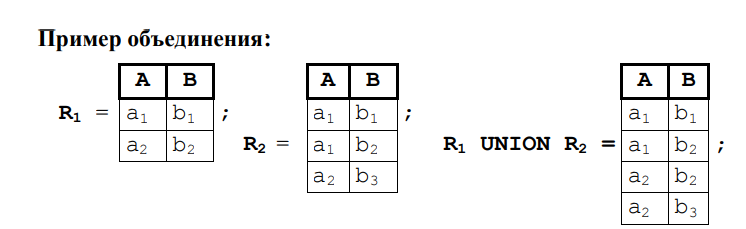 Пример объединения:
A B A B A B
R₁ = a₁ b₁ ; a₁ b₁ ; a₁ b₁
a₂ b₂ R₂ = a₁ b₂ R₁ UNION R₂ = a₁ b₂ ;
a₂ b₃ a₂ b₂
a₂ b₃